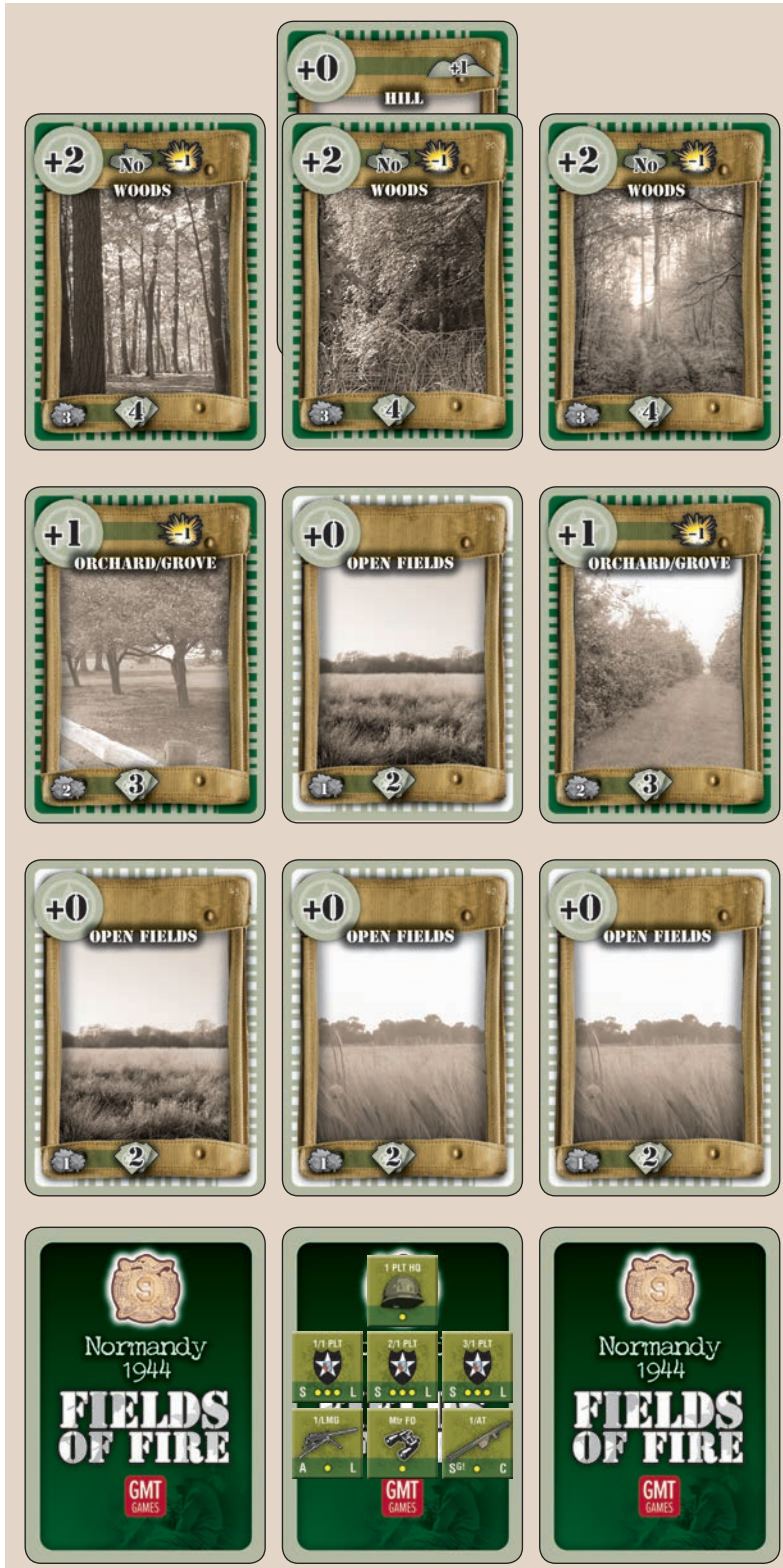 +0 +1
HILL
+2 No -1
WOODS
3 4
+2 No -1
WOODS
3 4
+2 No -1
WOODS
3 4
+1 -1
ORCHARD/GROVE
2 3
+0
OPEN FIELDS
1 2
+1 -1
ORCHARD/GROVE
2 3
+0
OPEN FIELDS
1 2
+0
OPEN FIELDS
1 2
+0
OPEN FIELDS
1 2
Normandy
1944
FIELDS
OF FIRE
GMT
GAMES
1 PLT HQ
1/1 PLT
S L
2/1 PLT
S L
3/1 PLT
S L
1/LMG
A L
Mtr FO
1/AT
SG! C
GMT
GAMES
Normandy
1944
FIELDS
OF FIRE
GMT
GAMES